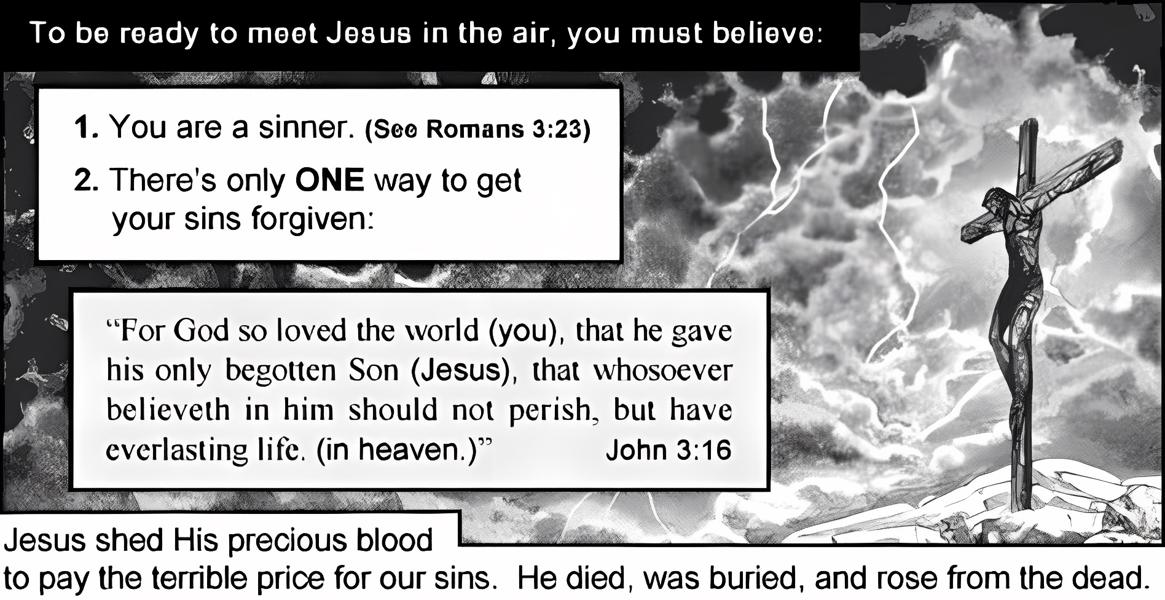 To be ready to meet Jesus in the air, you must believe:
1. You are a sinner. (See Romans 3:23)
2. There's only ONE way to get
your sins forgiven:
“For God so loved the world (you), that he gave
his only begotten Son (Jesus), that whosoever
believeth in him should not perish, but have
everlasting life. (in heaven.)” John 3:16
Jesus shed His precious blood
to pay the terrible price for our sins. He died, was buried, and rose from the dead.